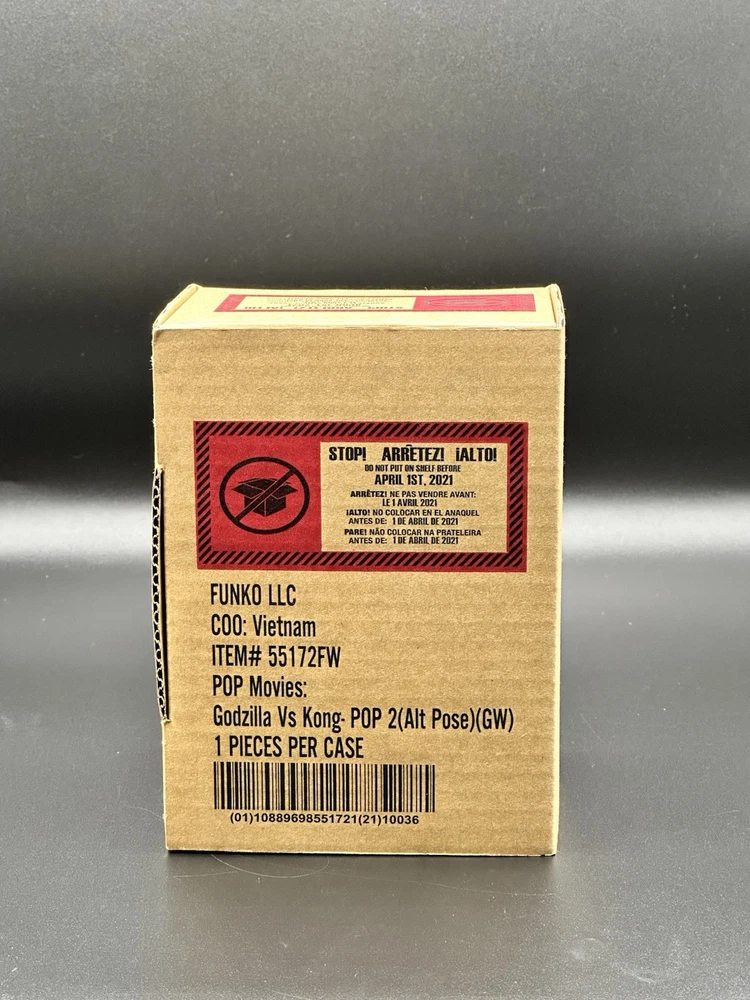 STOP! ARRÊTEZ! ¡ALTO!
DO NOT PUT ON SHELF BEFORE
APRIL 1ST, 2021
ARRÊTEZ! NE PAS VENDRE AVANT:
LE 1 AVRIL 2021
¡ALTO! NO COLOCAR EN EL ANAQUEL
ANTES DE: 1 DE ABRIL DE 2021
PARE! NÃO COLOCAR NA PRATELEIRA
ANTES DE: 1 DE ABRIL DE 2021
FUNKO LLC
COO: Vietnam
ITEM# 55172FW
POP Movies:
Godzilla Vs Kong- POP 2(Alt Pose)(GW)
1 PIECES PER CASE
(01)10889698551721(21)10036